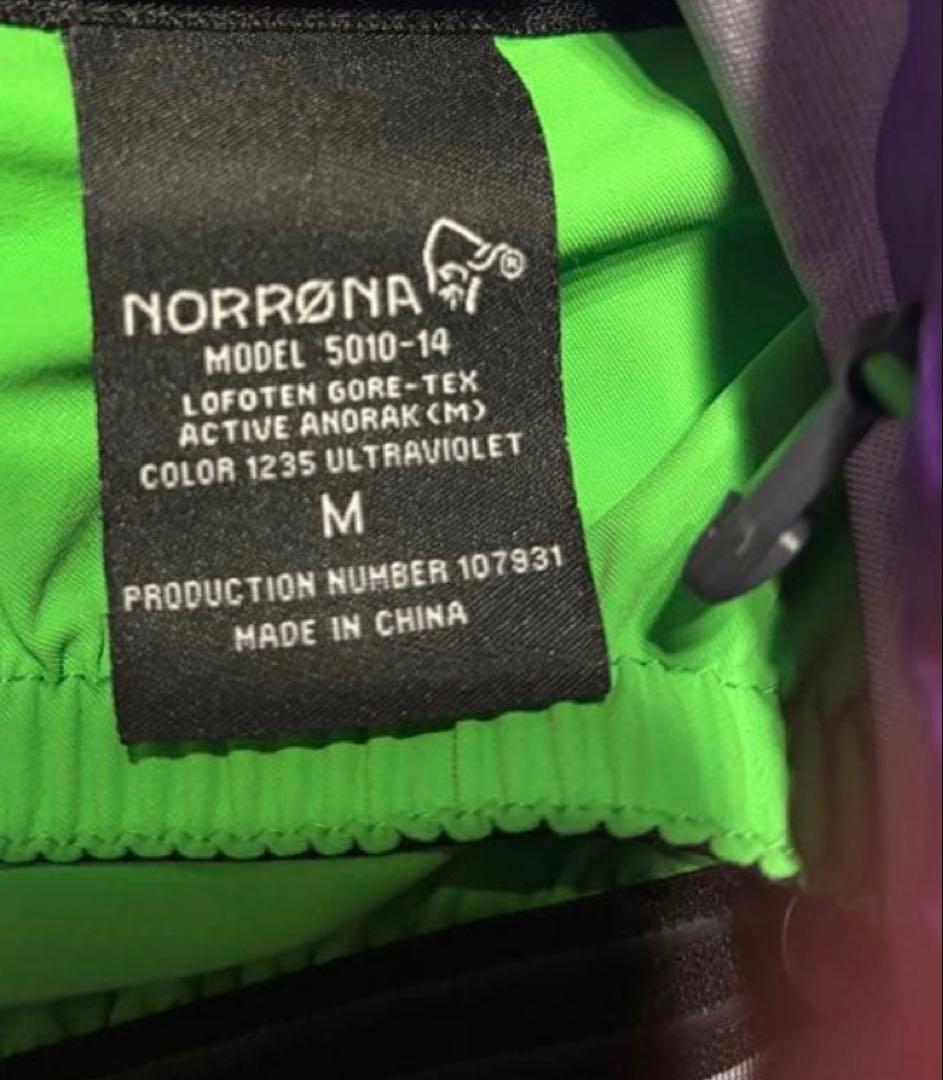 NORRØNA ®
MODEL 5010-14
LOFOTEN GORE-TEX
ACTIVE ANORAK (M)
COLOR 1235 ULTRAVIOLET
M
PRODUCTION NUMBER 107931
MADE IN CHINA